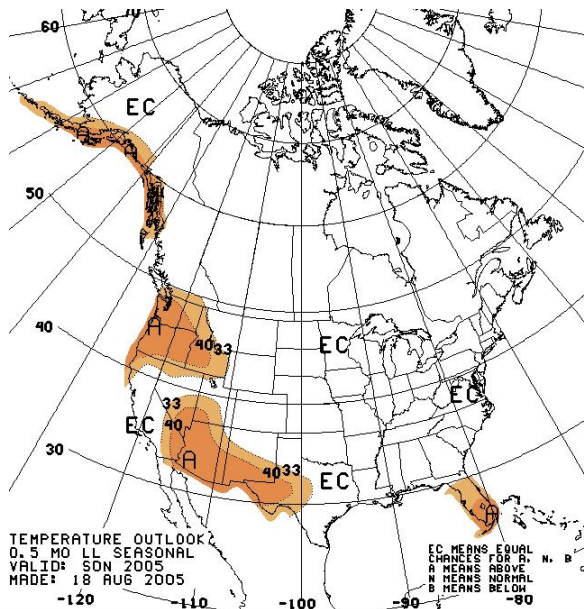 70
60
EC
A
A
50
40
A
40 33
EC
EC
33
EC
40
A
30
40 33
EC
A
TEMPERATURE OUTLOOK
0.5 MO LL SEASONAL
VALID: SON 2005
MADE: 18 AUG 2005
EC MEANS EQUAL
CHANCES FOR A, N, B
A MEANS ABOVE
N MEANS NORMAL
B MEANS BELOW
-120
-110
-100
-90
-80